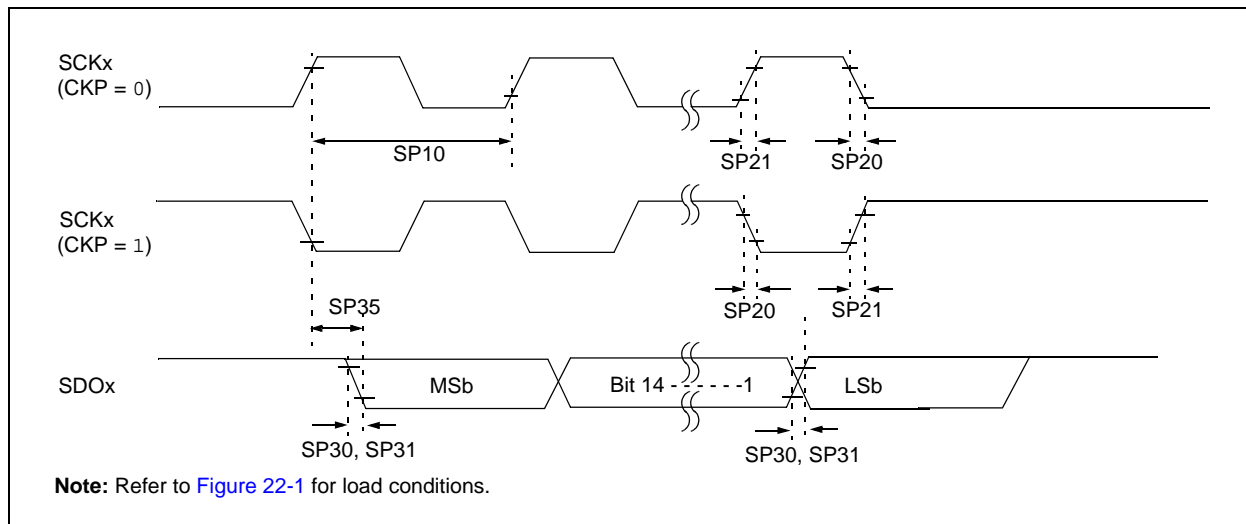 SCKx
(CKP = 0)
SP10
SP21
SP20
SCKx
(CKP = 1)
SP35
SP20
SP21
SDOx
MSb
Bit 14 - - - - - -1
LSb
SP30, SP31
SP30, SP31
Note: Refer to Figure 22-1 for load conditions.